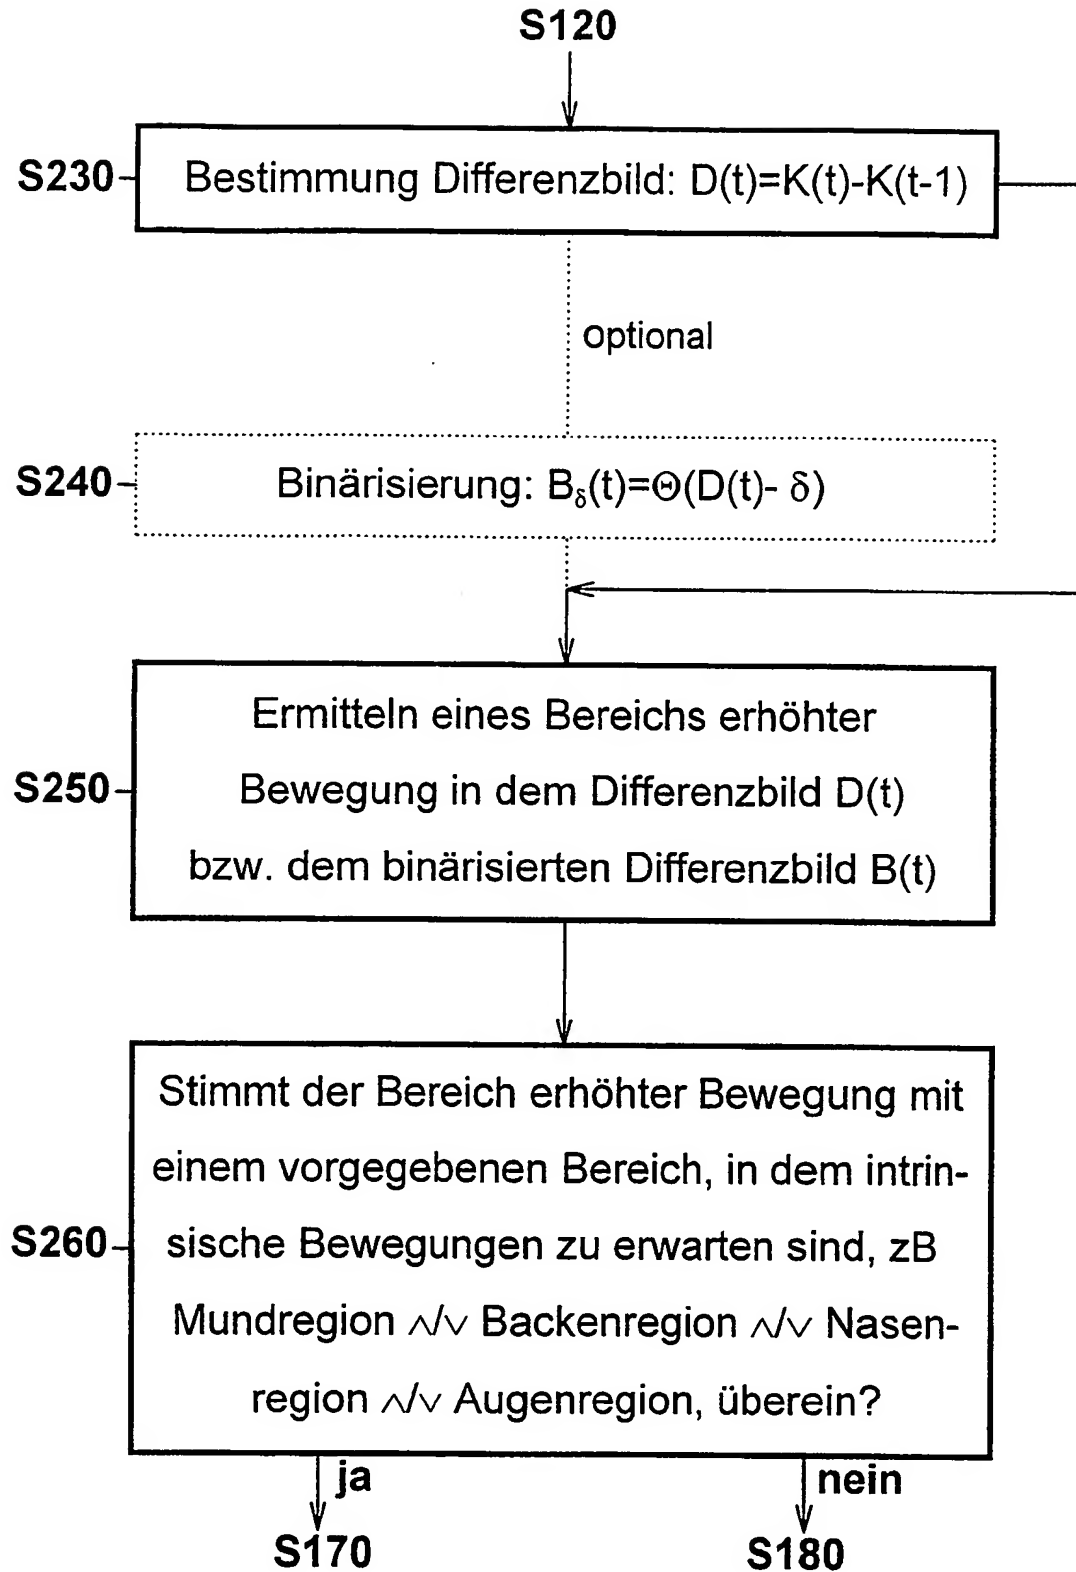 S120
S230
Bestimmung Differenzbild: D(t)=K(t)-K(t-1)
optional
S240
Binärisierung: Bδ(t)=Θ(D(t)- δ)
Ermitteln eines Bereichs erhöhter
S250
Bewegung in dem Differenzbild D(t)
bzw. dem binärisierten Differenzbild B(t)
Stimmt der Bereich erhöhter Bewegung mit
einem vorgegebenen Bereich, in dem intrin-
S260
sische Bewegungen zu erwarten sind, zB
Mundregion ∧/∨ Backenregion ∧/∨ Nasen-
region ∧/∨ Augenregion, überein?
ja
nein
S170
S180